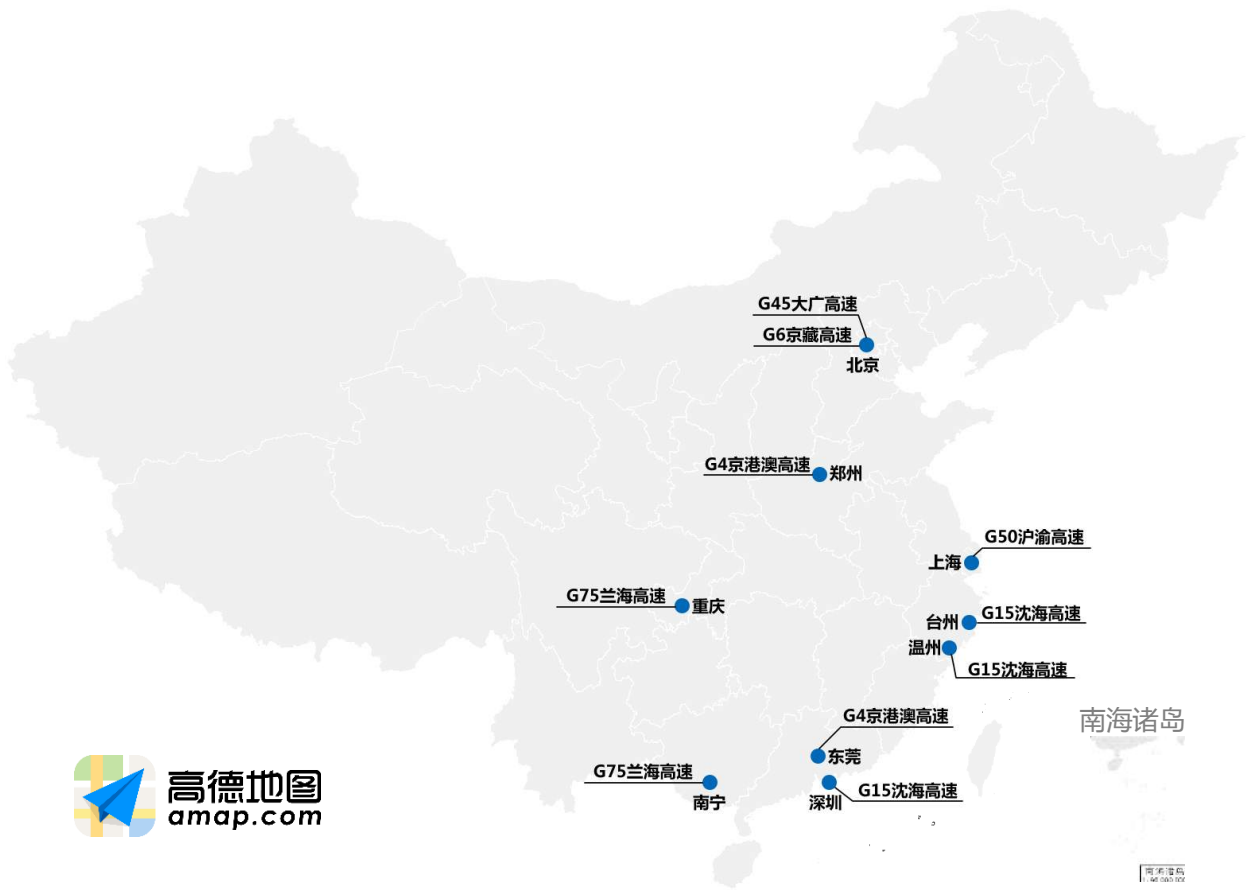 G45大广高速
G6京藏高速
北京
G4京港澳高速
郑州
G50沪渝高速
上海
G75兰海高速
重庆
台州
G15沈海高速
温州
G15沈海高速
G4京港澳高速
东莞
南海诸岛
G75兰海高速
南宁
G15沈海高速
深圳
高德地图
amap.com
南海诸岛